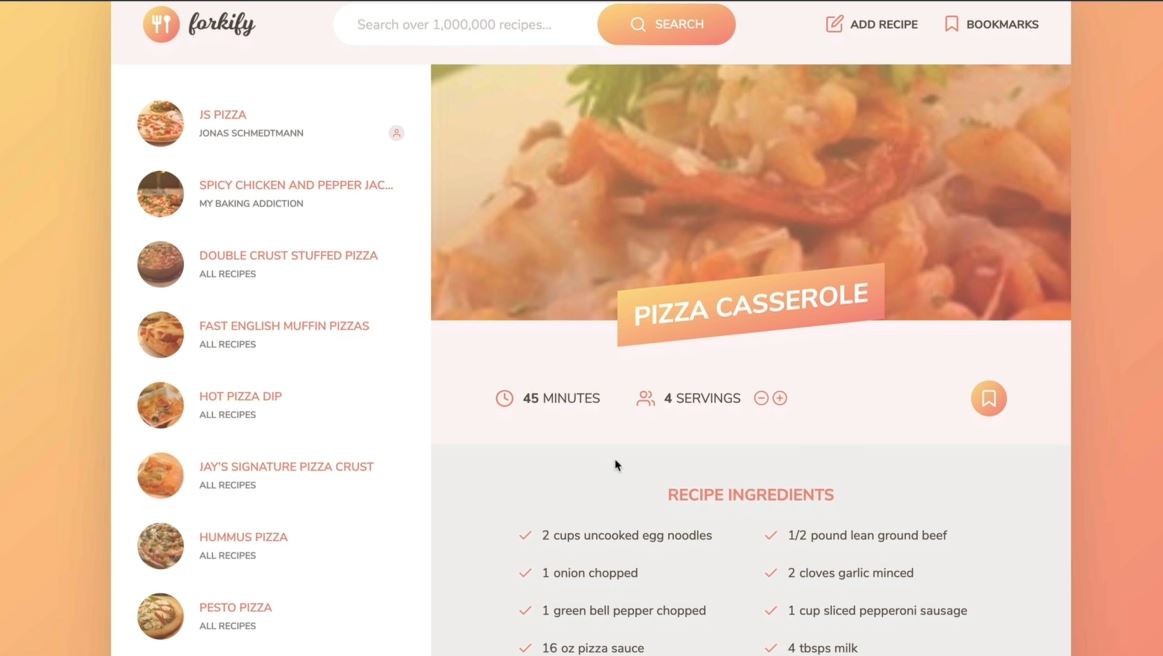 forkify
Search over 1,000,000 recipes...
SEARCH
ADD RECIPE
BOOKMARKS
JS PIZZA
JONAS SCHMEDTMANN
SPICY CHICKEN AND PEPPER JAC...
MY BAKING ADDICTION
DOUBLE CRUST STUFFED PIZZA
ALL RECIPES
FAST ENGLISH MUFFIN PIZZAS
ALL RECIPES
HOT PIZZA DIP
ALL RECIPES
JAY'S SIGNATURE PIZZA CRUST
ALL RECIPES
HUMMUS PIZZA
ALL RECIPES
PESTO PIZZA
ALL RECIPES
PIZZA CASSEROLE
45 MINUTES
4 SERVINGS
RECIPE INGREDIENTS
2 cups uncooked egg noodles
1/2 pound lean ground beef
1 onion chopped
2 cloves garlic minced
1 green bell pepper chopped
1 cup sliced pepperoni sausage
16 oz pizza sauce
4 tbsps milk